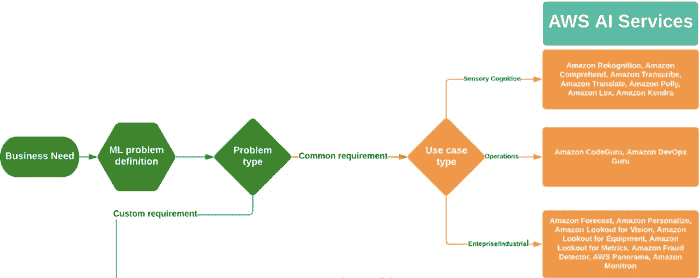 AWS AI Services
Sensory Cognition
Amazon Rekognition, Amazon
Comprehend, Amazon Transcribe,
Amazon Translate, Amazon Polly,
Amazon Lex, Amazon Kendra
Business Need
ML problem
definition
Problem
type
Common requirement
Use case
type
Operations
Amazon CodeGuru, Amazon DevOps
Guru
Custom requirement
Enteprise/Industrial
Amazon Forecast, Amazon Personalize,
Amazon Lookout for Vision, Amazon
Lookout for Equipment, Amazon
Lookout for Metrics, Amazon Fraud
Detector, AWS Panorama, Amazon
Monitron